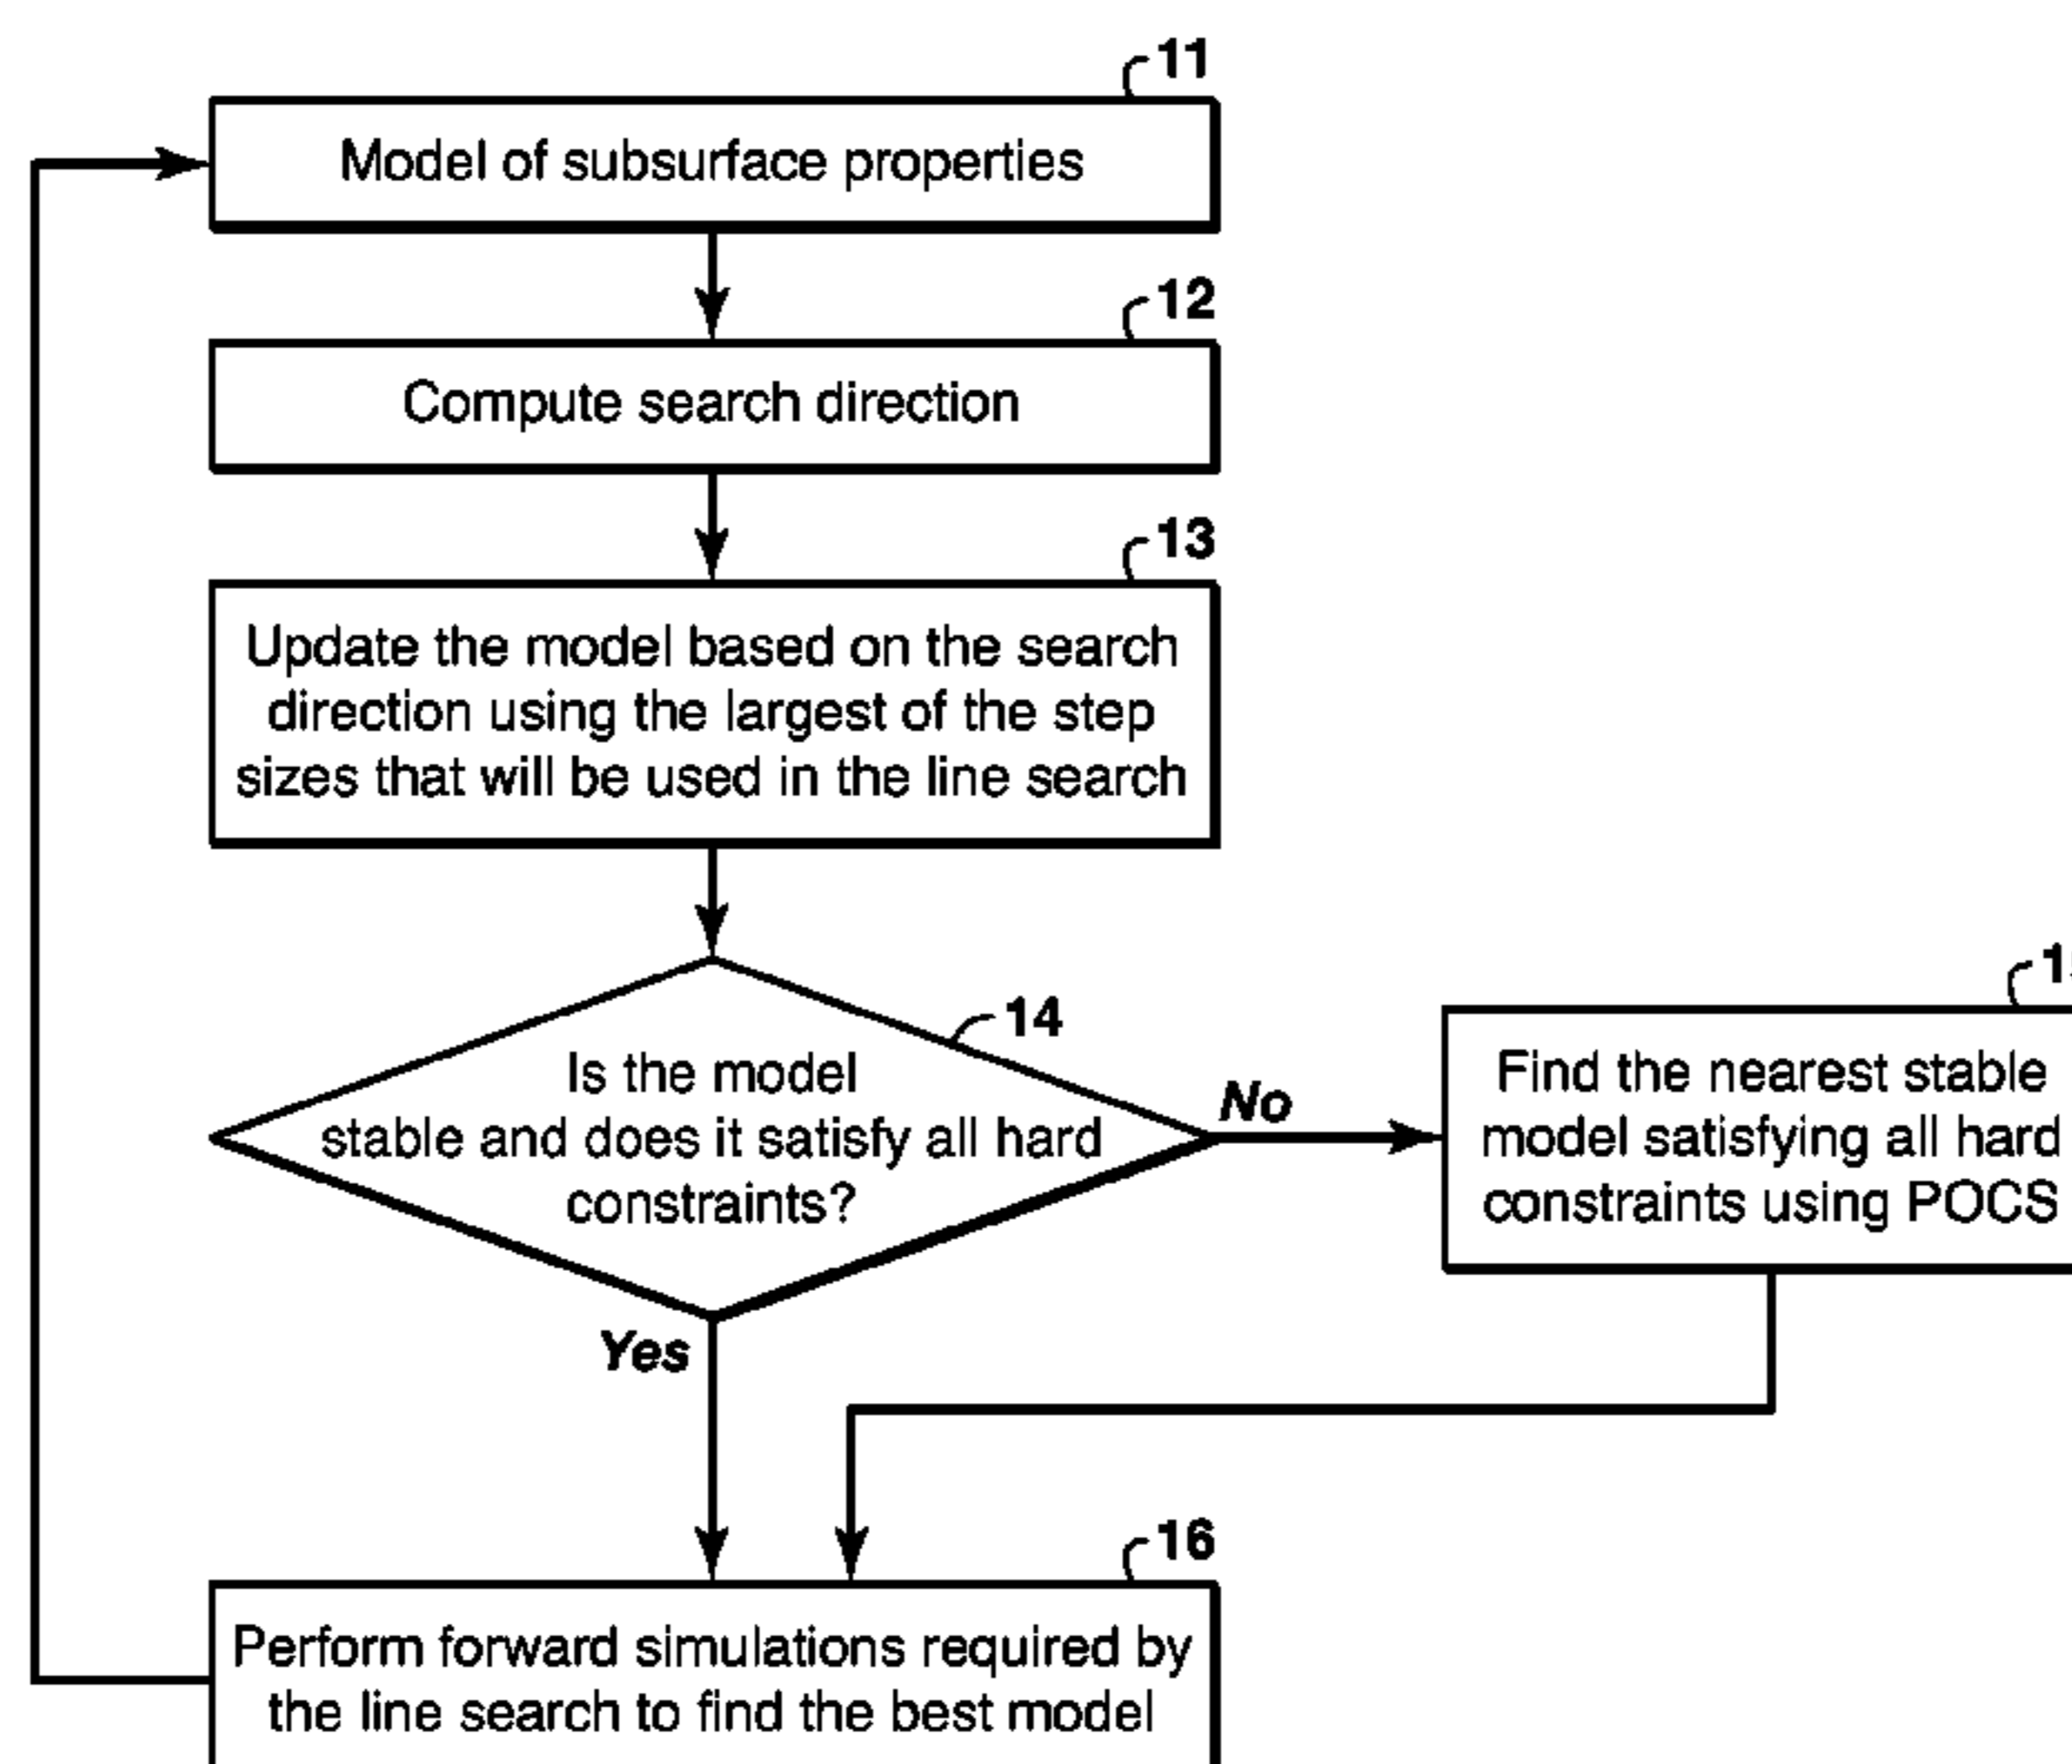 11
Model of subsurface properties
12
Compute search direction
13
Update the model based on the search
direction using the largest of the step
sizes that will be used in the line search
14
Is the model
stable and does it satisfy all hard
constraints?
No
Find the nearest stable
model satisfying all hard
constraints using POCS
Yes
16
Perform forward simulations required by
the line search to find the best model